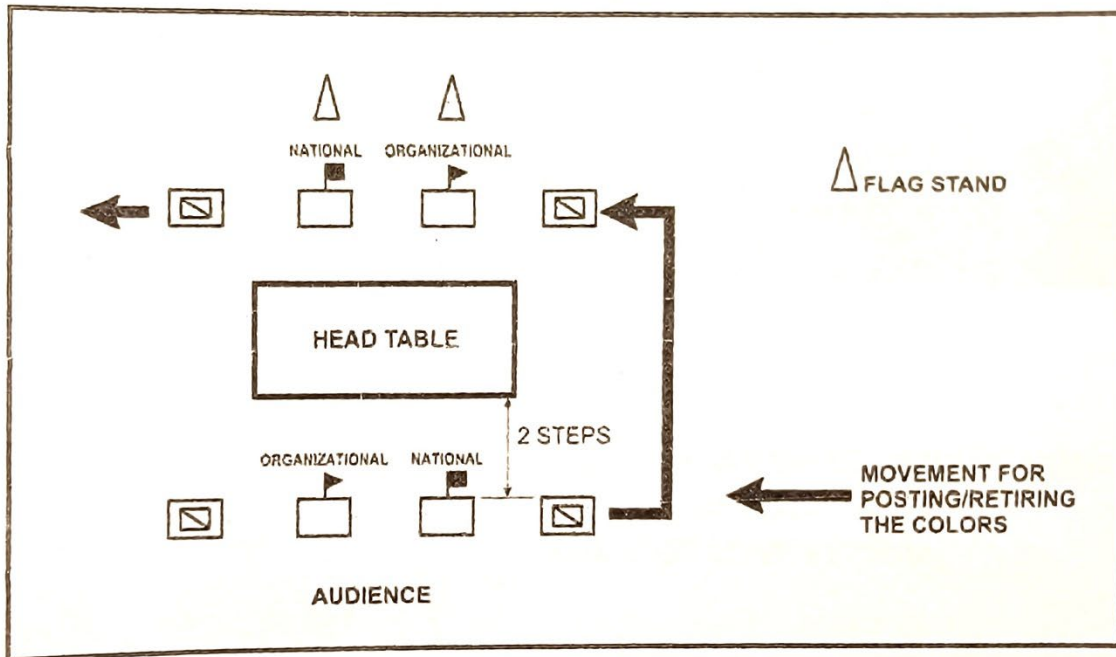 NATIONAL ORGANIZATIONAL
FLAG STAND
HEAD TABLE
2 STEPS
ORGANIZATIONAL NATIONAL
MOVEMENT FOR
POSTING/RETIRING
THE COLORS
AUDIENCE